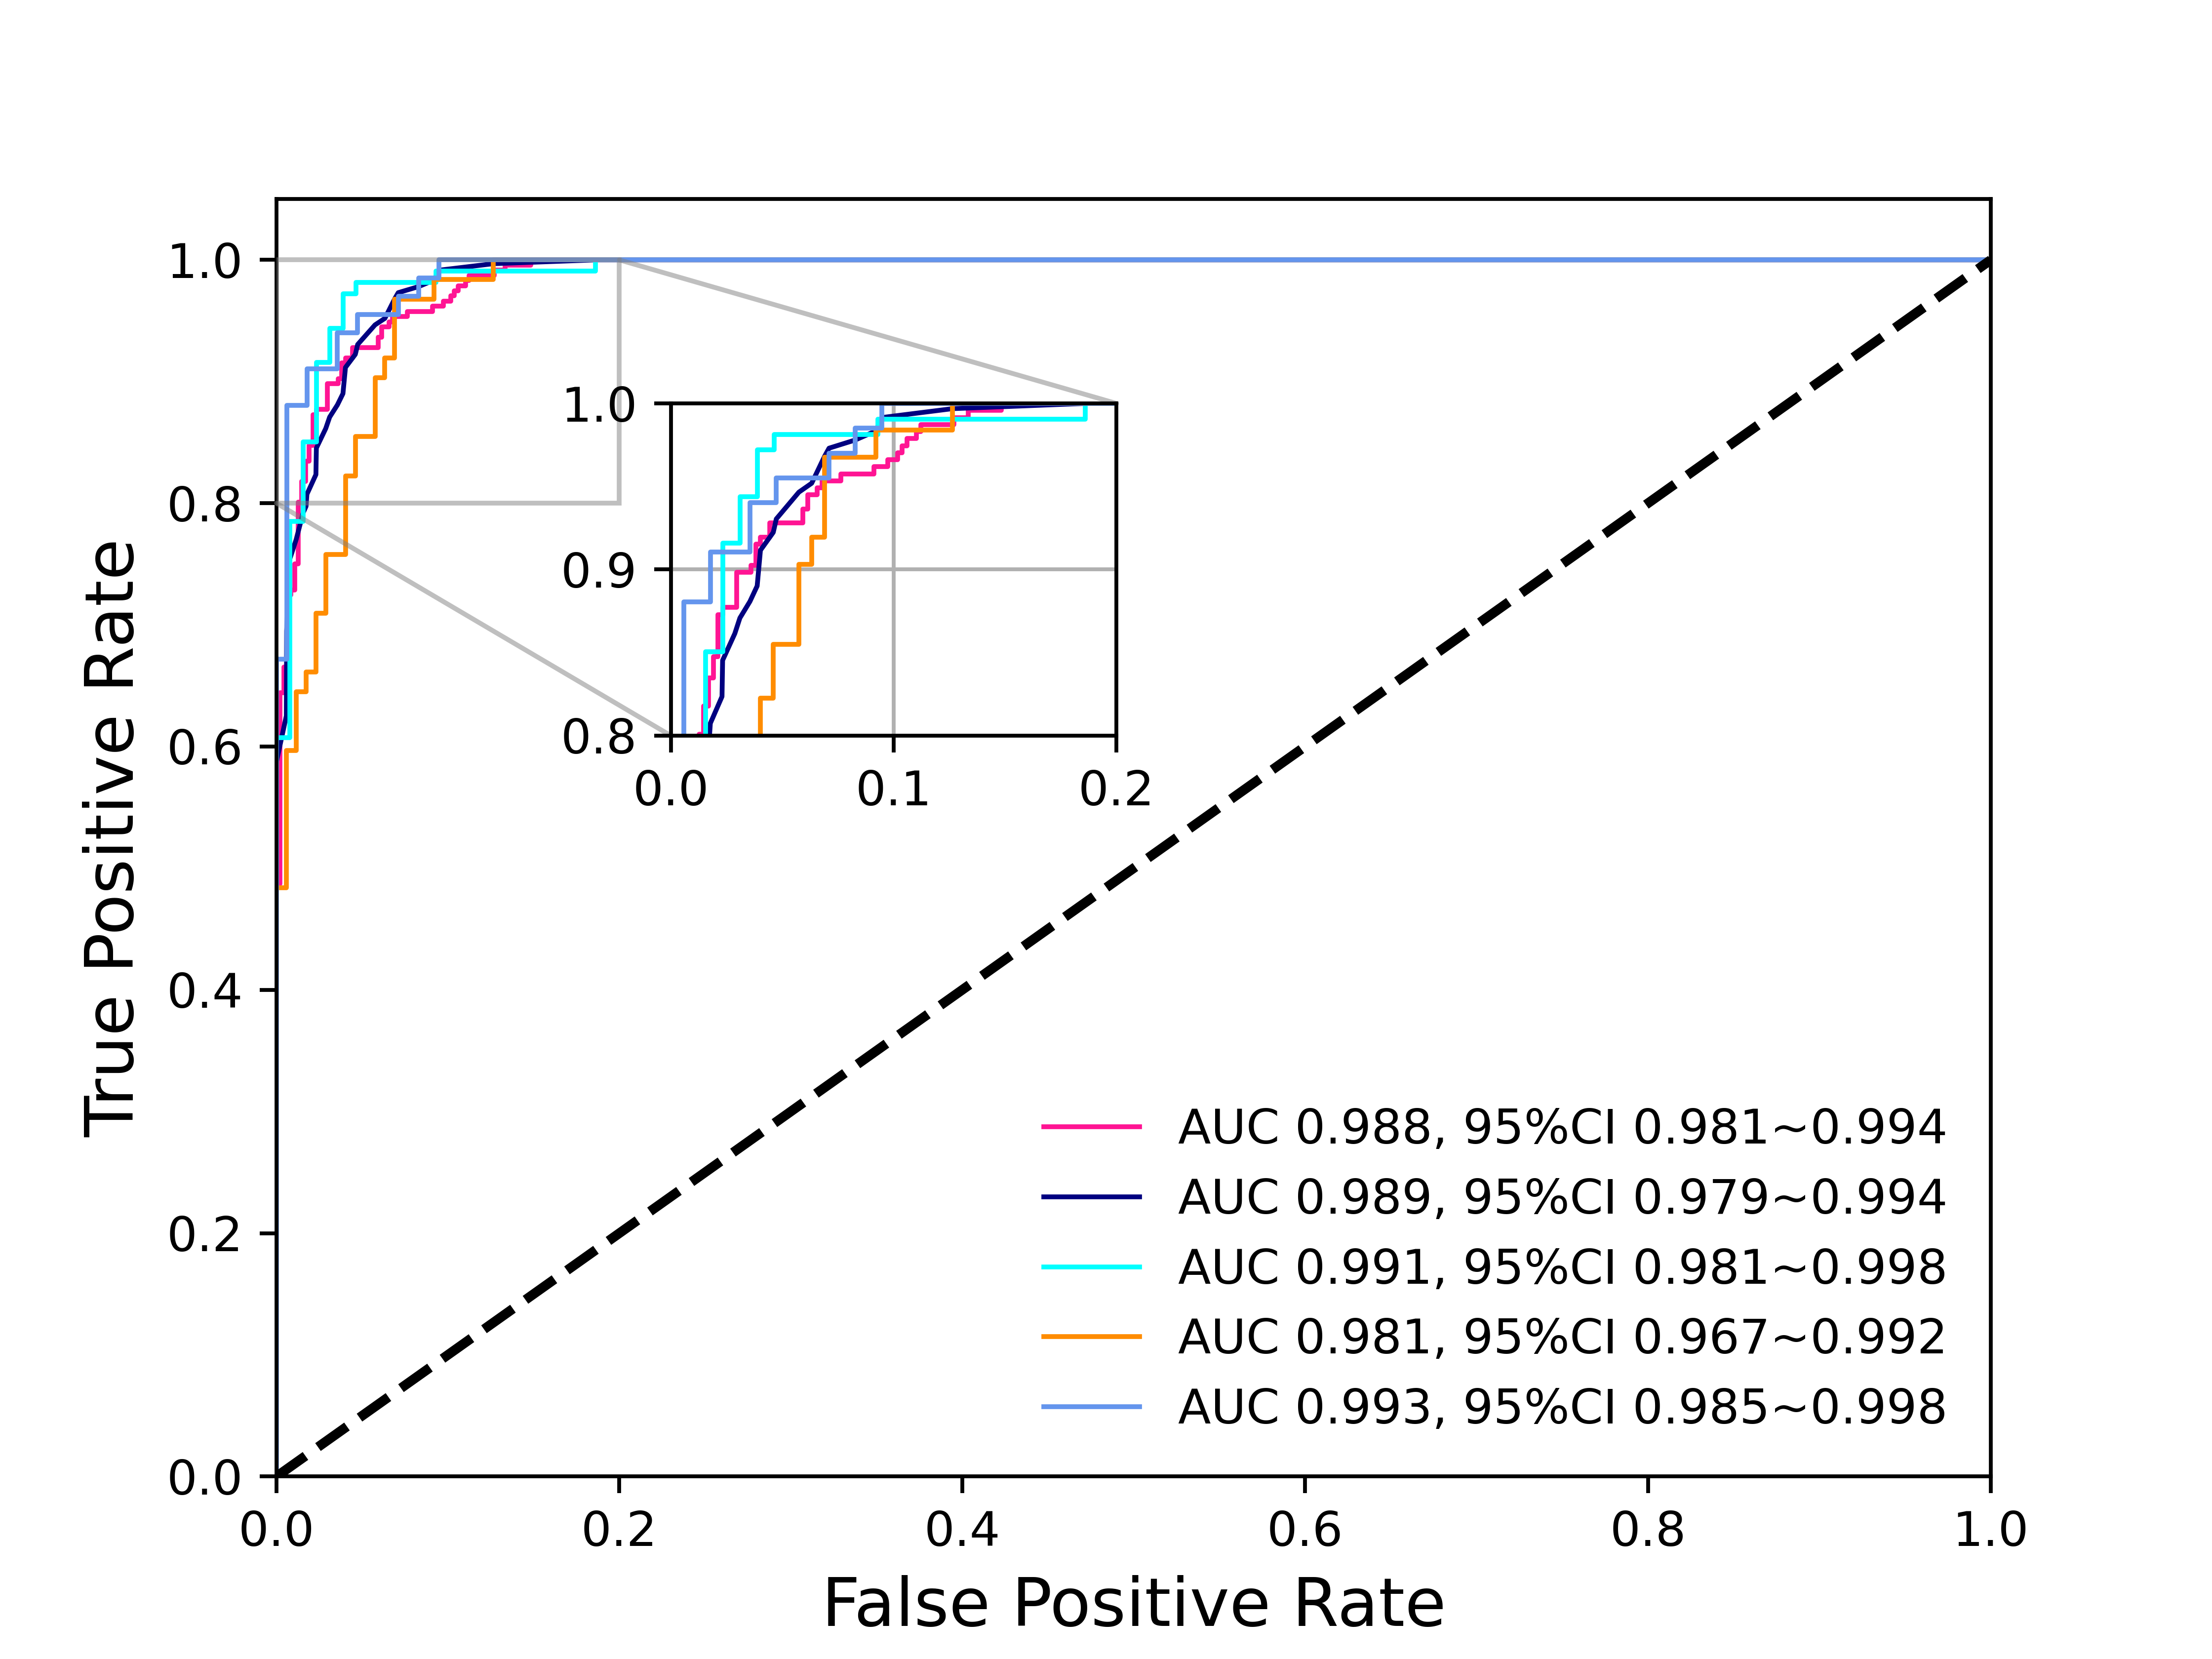 True Positive Rate
1.0
0.8
0.6
0.4
0.2
0.0
0.0 0.2 0.4 0.6 0.8 1.0
False Positive Rate
1.0
0.9
0.8
0.0 0.1 0.2
AUC 0.988, 95%CI 0.981~0.994
AUC 0.989, 95%CI 0.979~0.994
AUC 0.991, 95%CI 0.981~0.998
AUC 0.981, 95%CI 0.967~0.992
AUC 0.993, 95%CI 0.985~0.998